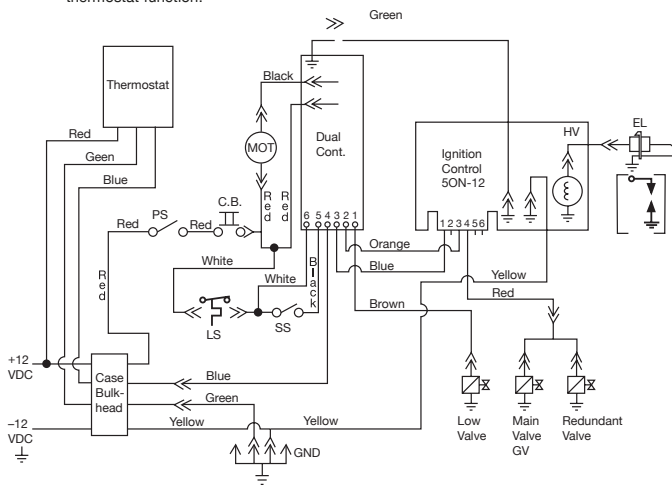 thermostat function.
Green
Thermostat
Black
Dual
Cont.
Ignition
Control
5ON-12
HV
EL
MOT
Red
Geen
Blue
Red
PS
Red
C.B.
Red
Red
6 5 4 3 2 1
1 2 3 4 5 6
Orange
Blue
White
White
Black
Red
Yellow
Red
Brown
LS
SS
+12
VDC
Case
Bulk-
head
Blue
Green
Yellow
Yellow
–12
VDC
GND
Low
Valve
Main
Valve
GV
Redundant
Valve